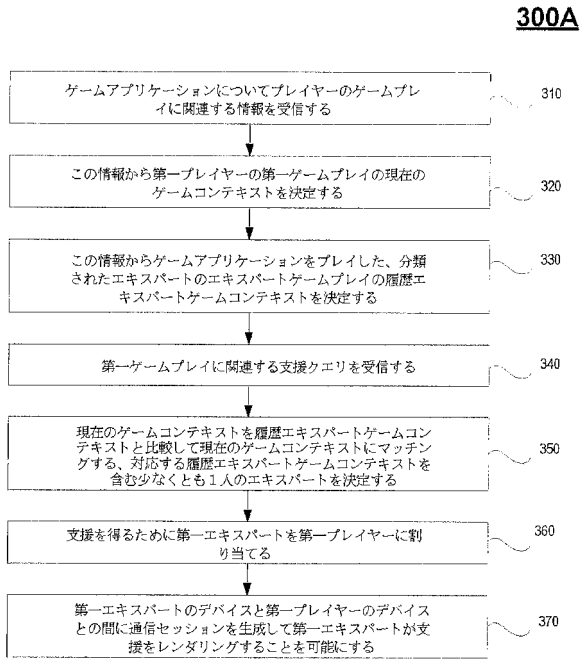 300A
ゲームアプリケーションについてプレイヤーのゲームプレ
イに関連する情報を受信する
310
この情報から第一プレイヤーの第一ゲームプレイの現在の
ゲームコンテキストを決定する
320
この情報からゲームアプリケーションをプレイした、分類
されたエキスパートのエキスパートゲームプレイの履歴エ
キスパートゲームコンテキストを決定する
330
第一ゲームプレイに関連する支援クエリを受信する
340
現在のゲームコンテキストを履歴エキスパートゲームコン
テキストと比較して現在のゲームコンテキストにマッチン
グする、対応する履歴エキスパートゲームコンテキストを
含む少なくとも1人のエキスパートを決定する
350
支援を得るために第一エキスパートを第一プレイヤーに割
り当てる
360
第一エキスパートのデバイスと第一プレイヤーのデバイス
との間に通信セッションを生成して第一エキスパートが支
援をレンダリングすることを可能にする
370